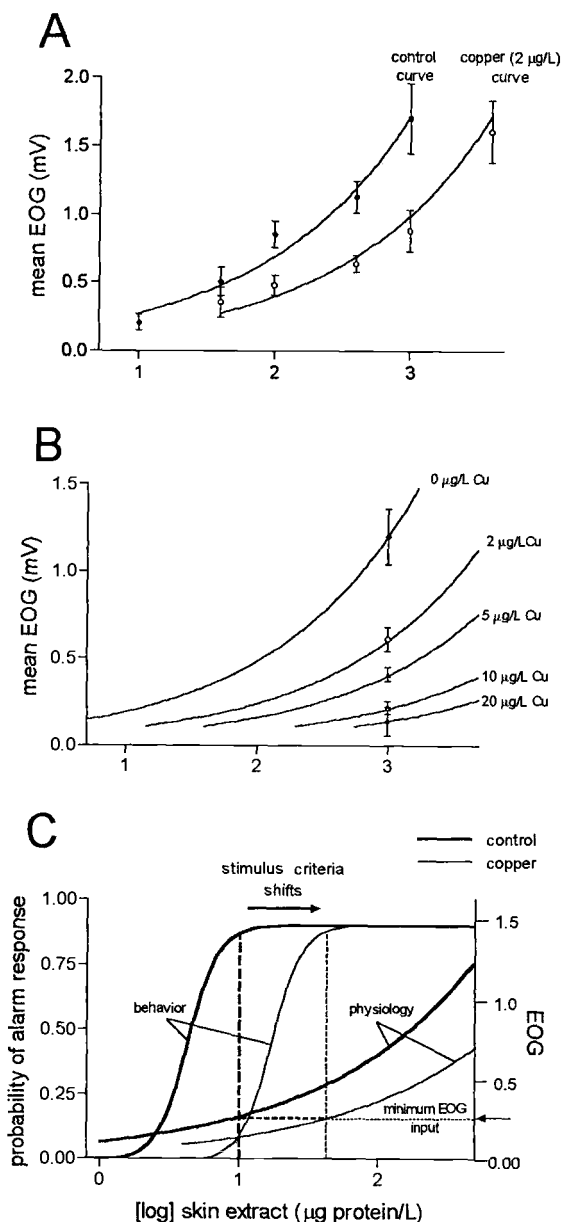 A
control
curve
copper (2 µg/L)
curve
2.0
1.5
1.0
0.5
0.0
mean EOG (mV)
1
2
3
B
1.5
1.0
0.5
0.0
mean EOG (mV)
0 µg/L Cu
2 µg/LCu
5 µg/L Cu
10 µg/L Cu
20 µg/L Cu
1
2
3
C
control
copper
stimulus criteria
shifts
1.00
0.75
0.50
0.25
0.00
probability of alarm response
behavior
physiology
minimum EOG
input
1.5
1.0
0.5
0.00
EOG
0
1
2
[log] skin extract (µg protein/L)